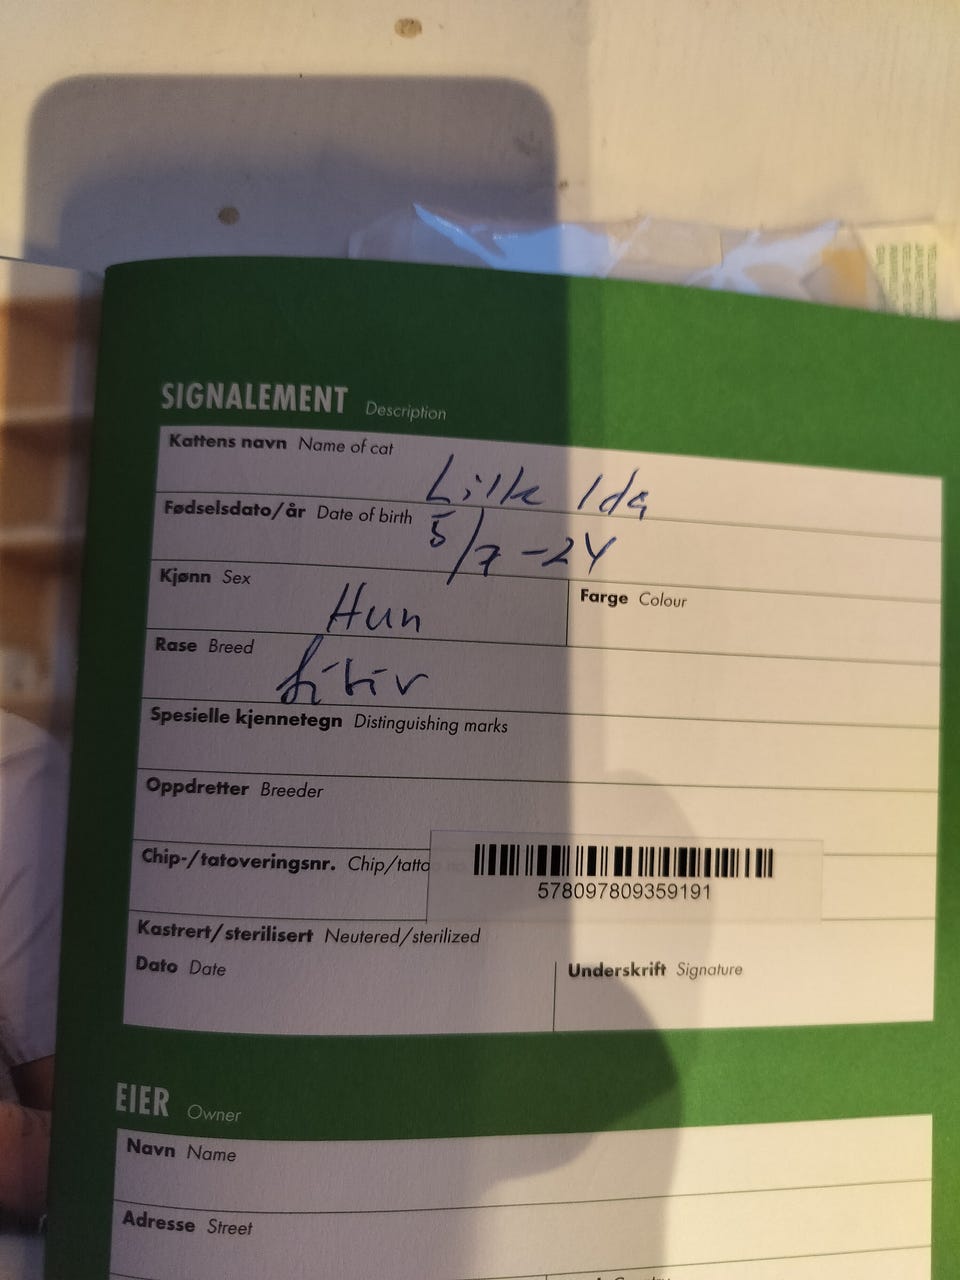 SIGNALEMENT Description
Kattens navn Name of cat
Lille Ida
Fødselsdato/år Date of birth
5/7-24
Kjønn Sex
Hun
Farge Colour
Rase Breed
Spesielle kjennetegn Distinguishing marks
Oppdretter Breeder
Chip-/tatoveringsnr. Chip/tatto
578097809359191
Kastrert/sterilisert Neutered/sterilized
Dato Date
Underskrift Signature
EIER Owner
Navn Name
Adresse Street